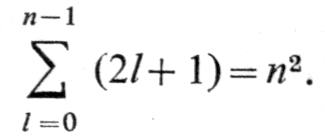 n−1
∑ (2l+1)=n².
l=0